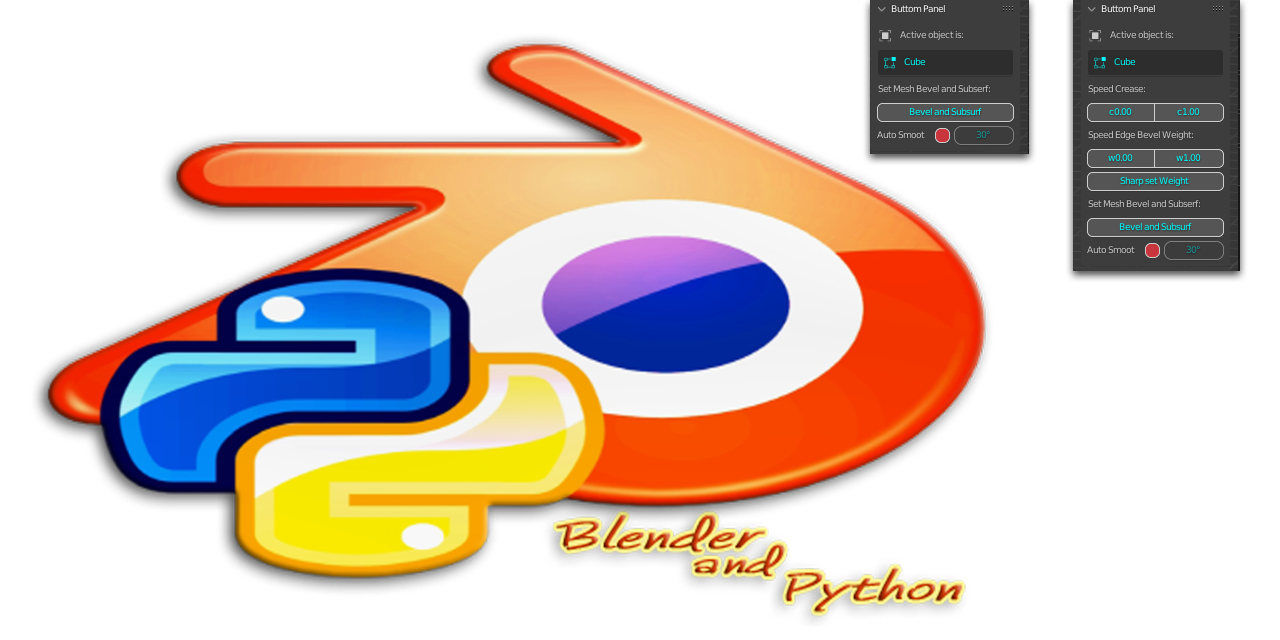 Buttom Panel
Active object is:
Cube
Set Mesh Bevel and Subserf:
Bevel and Subsurf
Auto Smoot 30°
Buttom Panel
Active object is:
Cube
Speed Crease:
c0.00 c1.00
Speed Edge Bevel Weight:
w0.00 w1.00
Sharp set Weight
Set Mesh Bevel and Subserf:
Bevel and Subsurf
Auto Smoot 30°
Blender
and
Python